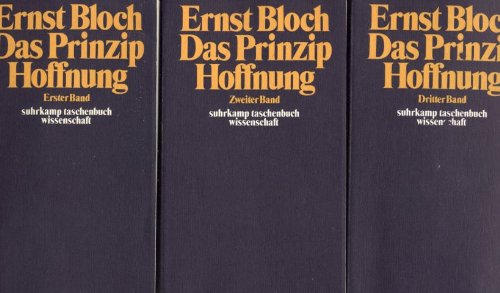 Ernst Bloch
Das Prinzip
Hoffnung
Erster Band
suhrkamp taschenbuch
wissenschaft
Ernst Bloch
Das Prinzip
Hoffnung
Zweiter Band
suhrkamp taschenbuch
wissenschaft
Ernst Bloch
Das Prinzi
Hoffnung
Dritter Band
suhrkamp taschenbuch
wissenschaft